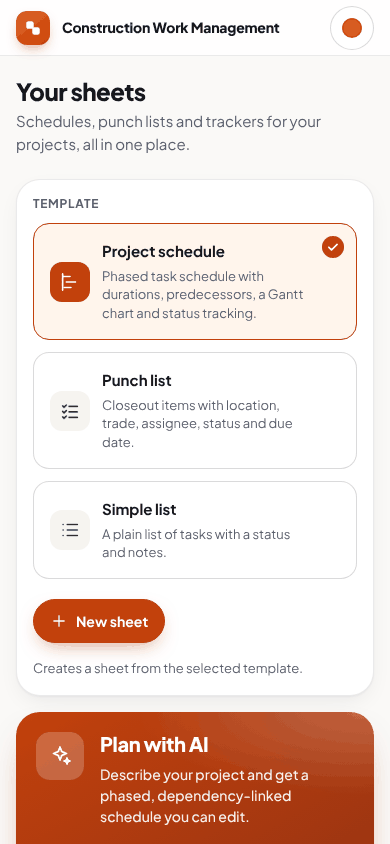 Construction Work Management
Your sheets
Schedules, punch lists and trackers for your
projects, all in one place.
TEMPLATE
Project schedule
Phased task schedule with
durations, predecessors, a Gantt
chart and status tracking.
Punch list
Closeout items with location,
trade, assignee, status and due
date.
Simple list
A plain list of tasks with a status
and notes.
New sheet
Creates a sheet from the selected template.
Plan with AI
Describe your project and get a
phased, dependency-linked
schedule you can edit.